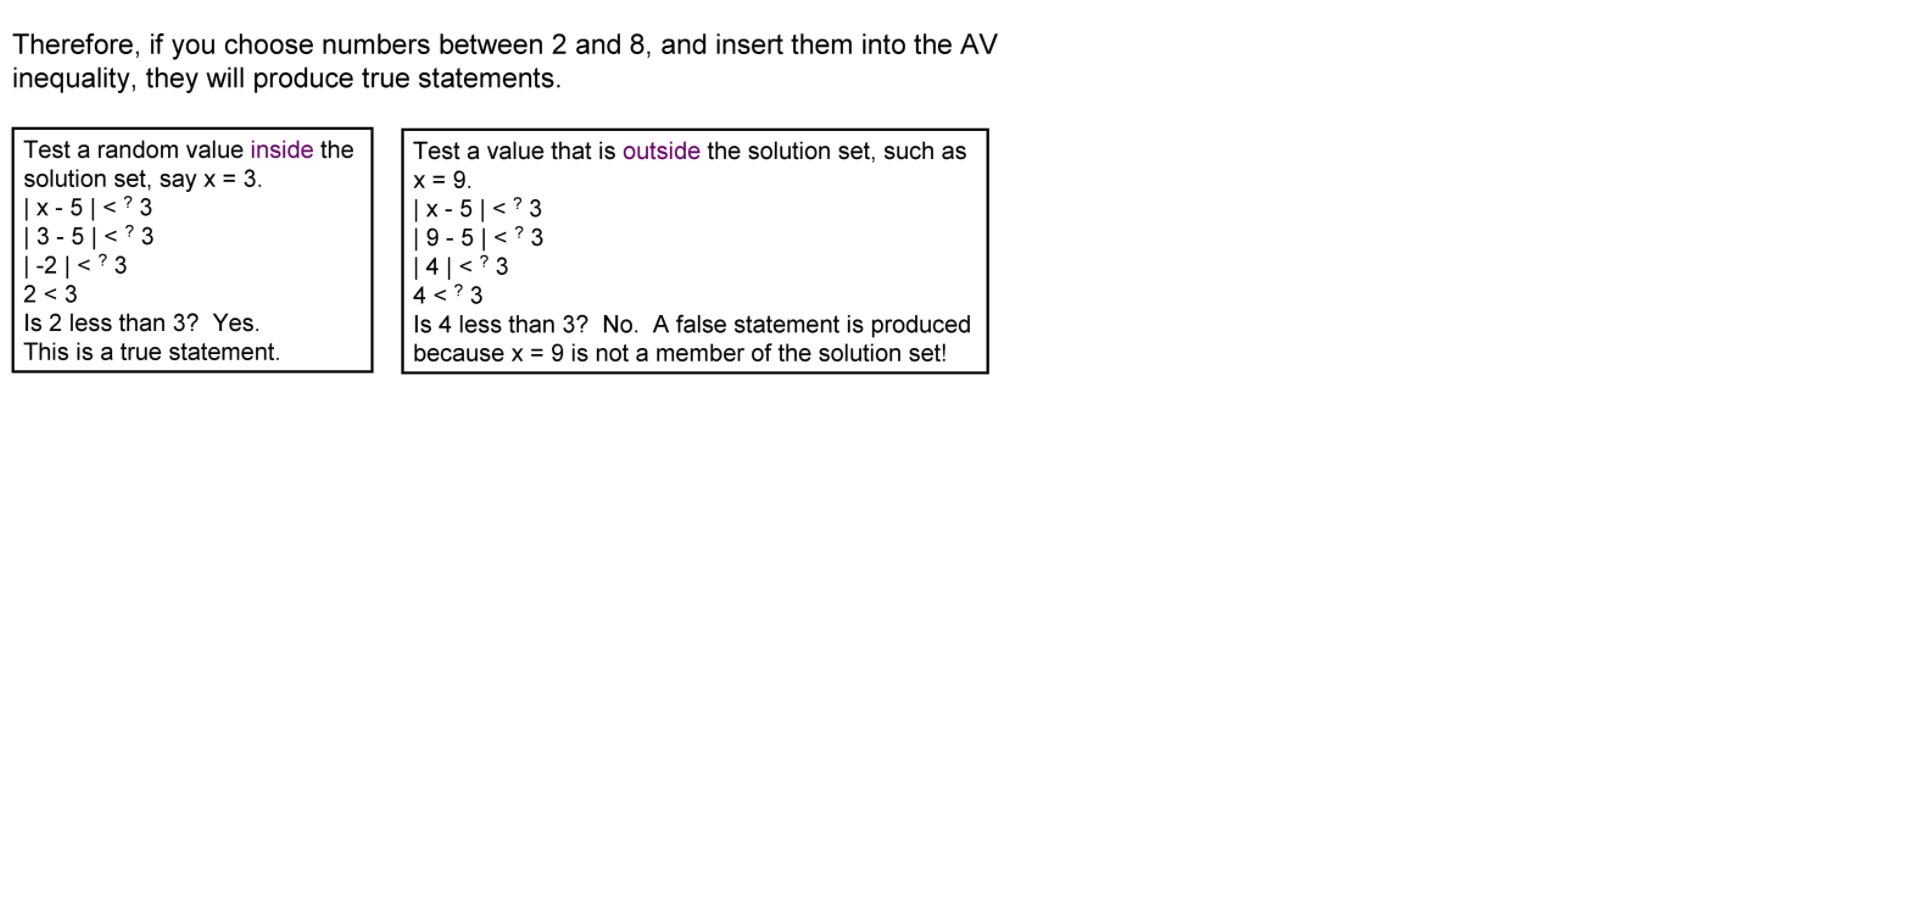 Therefore, if you choose numbers between 2 and 8, and insert them into the AV
inequality, they will produce true statements.
Test a random value inside the
solution set, say x = 3.
| x - 5 | < ? 3
| 3 - 5 | < ? 3
| -2 | < ? 3
2 < 3
Is 2 less than 3?  Yes.
This is a true statement.
Test a value that is outside the solution set, such as
x = 9.
| x - 5 | < ? 3
| 9 - 5 | < ? 3
| 4 | < ? 3
4 < ? 3
Is 4 less than 3?  No.  A false statement is produced
because x = 9 is not a member of the solution set!